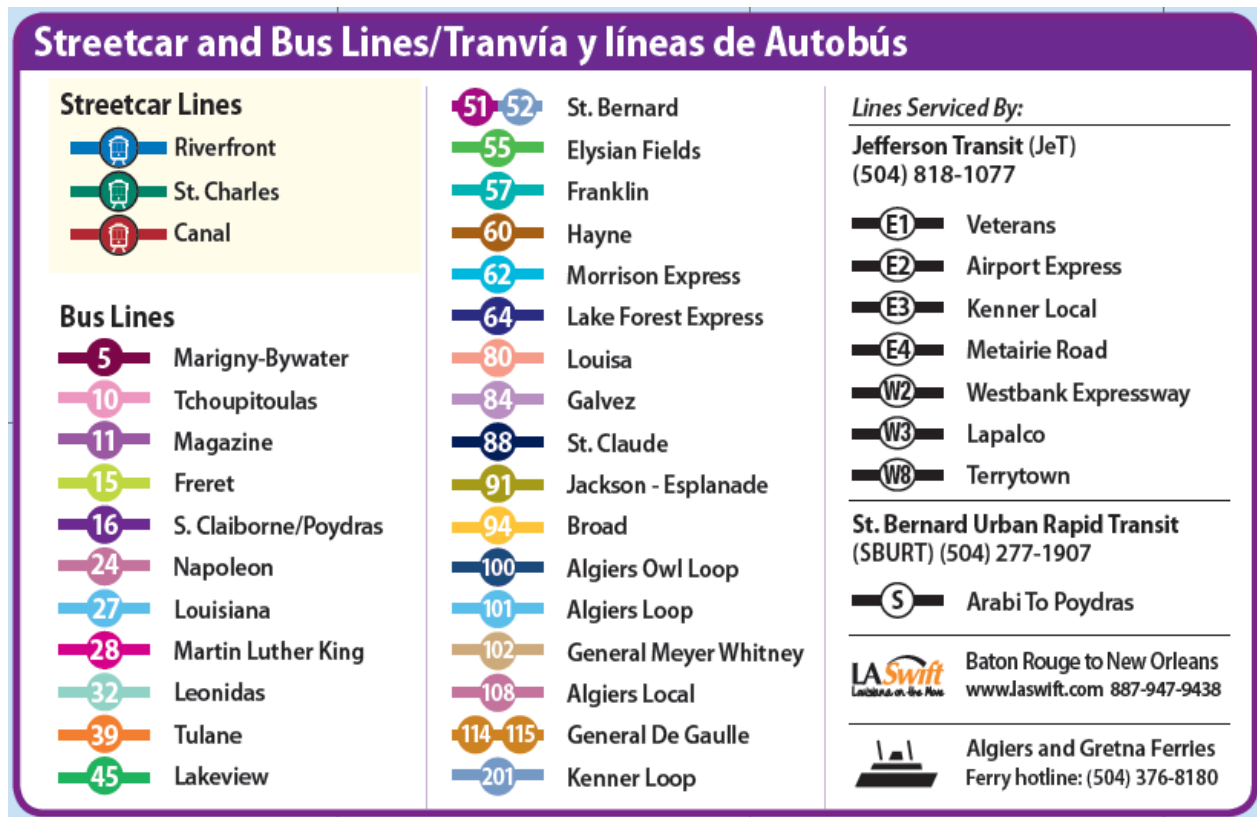 Streetcar and Bus Lines/Tranvía y líneas de Autobús
Streetcar Lines
Riverfront
St. Charles
Canal
Bus Lines
5 Marigny-Bywater
10 Tchoupitoulas
11 Magazine
15 Freret
16 S. Claiborne/Poydras
24 Napoleon
27 Louisiana
28 Martin Luther King
32 Leonidas
39 Tulane
45 Lakeview
51 52 St. Bernard
55 Elysian Fields
57 Franklin
60 Hayne
62 Morrison Express
64 Lake Forest Express
80 Louisa
84 Galvez
88 St. Claude
91 Jackson - Esplanade
94 Broad
100 Algiers Owl Loop
101 Algiers Loop
102 General Meyer Whitney
108 Algiers Local
114 115 General De Gaulle
201 Kenner Loop
Lines Serviced By:
Jefferson Transit (JeT)
(504) 818-1077
E1 Veterans
E2 Airport Express
E3 Kenner Local
E4 Metairie Road
W2 Westbank Expressway
W3 Lapalco
W8 Terrytown
St. Bernard Urban Rapid Transit
(SBURT) (504) 277-1907
S Arabi To Poydras
LA Swift
Louisiana on the Move
Baton Rouge to New Orleans
www.laswift.com 887-947-9438
Algiers and Gretna Ferries
Ferry hotline: (504) 376-8180